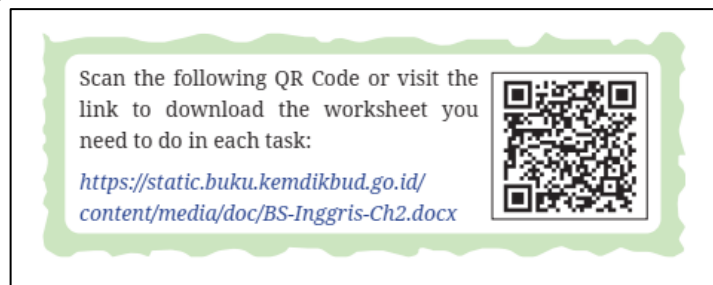 Scan the following QR Code or visit the
link to download the worksheet you
need to do in each task:
https://static.buku.kemdikbud.go.id/
content/media/doc/BS-Inggris-Ch2.docx